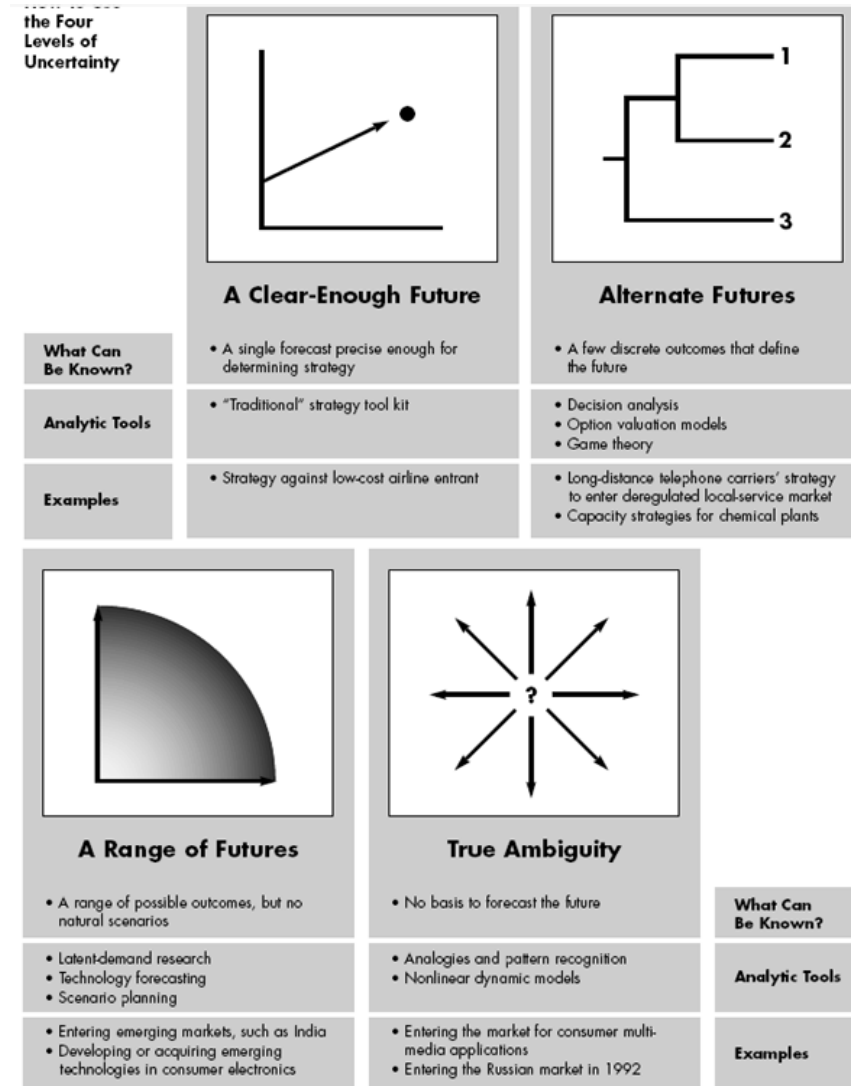 the Four
Levels of
Uncertainty
1
2
3
A Clear-Enough Future
Alternate Futures
What Can
Be Known?
• A single forecast precise enough for
determining strategy
• A few discrete outcomes that define
the future
Analytic Tools
• “Traditional” strategy tool kit
• Decision analysis
• Option valuation models
• Game theory
Examples
• Strategy against low-cost airline entrant
• Long-distance telephone carriers’ strategy
to enter deregulated local-service market
• Capacity strategies for chemical plants
?
A Range of Futures
True Ambiguity
• A range of possible outcomes, but no
natural scenarios
• No basis to forecast the future
What Can
Be Known?
• Latent-demand research
• Technology forecasting
• Scenario planning
• Analogies and pattern recognition
• Nonlinear dynamic models
Analytic Tools
• Entering emerging markets, such as India
• Developing or acquiring emerging
technologies in consumer electronics
• Entering the market for consumer multi-
media applications
• Entering the Russian market in 1992
Examples